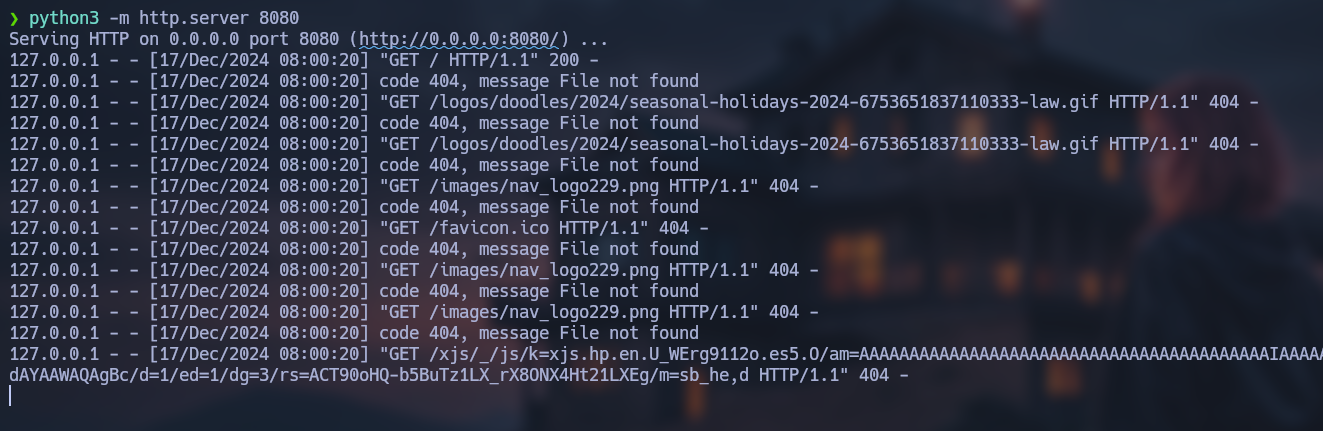 ❯ python3 -m http.server 8080
Serving HTTP on 0.0.0.0 port 8080 (http://0.0.0.0:8080/) ...
127.0.0.1 - - [17/Dec/2024 08:00:20] "GET / HTTP/1.1" 200 -
127.0.0.1 - - [17/Dec/2024 08:00:20] code 404, message File not found
127.0.0.1 - - [17/Dec/2024 08:00:20] "GET /logos/doodles/2024/seasonal-holidays-2024-6753651837110333-law.gif HTTP/1.1" 404 -
127.0.0.1 - - [17/Dec/2024 08:00:20] code 404, message File not found
127.0.0.1 - - [17/Dec/2024 08:00:20] "GET /logos/doodles/2024/seasonal-holidays-2024-6753651837110333-law.gif HTTP/1.1" 404 -
127.0.0.1 - - [17/Dec/2024 08:00:20] code 404, message File not found
127.0.0.1 - - [17/Dec/2024 08:00:20] "GET /images/nav_logo229.png HTTP/1.1" 404 -
127.0.0.1 - - [17/Dec/2024 08:00:20] code 404, message File not found
127.0.0.1 - - [17/Dec/2024 08:00:20] "GET /favicon.ico HTTP/1.1" 404 -
127.0.0.1 - - [17/Dec/2024 08:00:20] code 404, message File not found
127.0.0.1 - - [17/Dec/2024 08:00:20] "GET /images/nav_logo229.png HTTP/1.1" 404 -
127.0.0.1 - - [17/Dec/2024 08:00:20] code 404, message File not found
127.0.0.1 - - [17/Dec/2024 08:00:20] "GET /images/nav_logo229.png HTTP/1.1" 404 -
127.0.0.1 - - [17/Dec/2024 08:00:20] code 404, message File not found
127.0.0.1 - - [17/Dec/2024 08:00:20] "GET /xjs/_/js/k=xjs.hp.en.U_WErg9112o.es5.O/am=AAAAAAAAAAAAAAAAAAAAAAAAAAAAAAAAAAAAAAAAAIAAAAA
dAYAAWAQAgBc/d=1/ed=1/dg=3/rs=ACT90oHQ-b5BuTz1LX_rX8ONX4Ht21LXEg/m=sb_he,d HTTP/1.1" 404 -